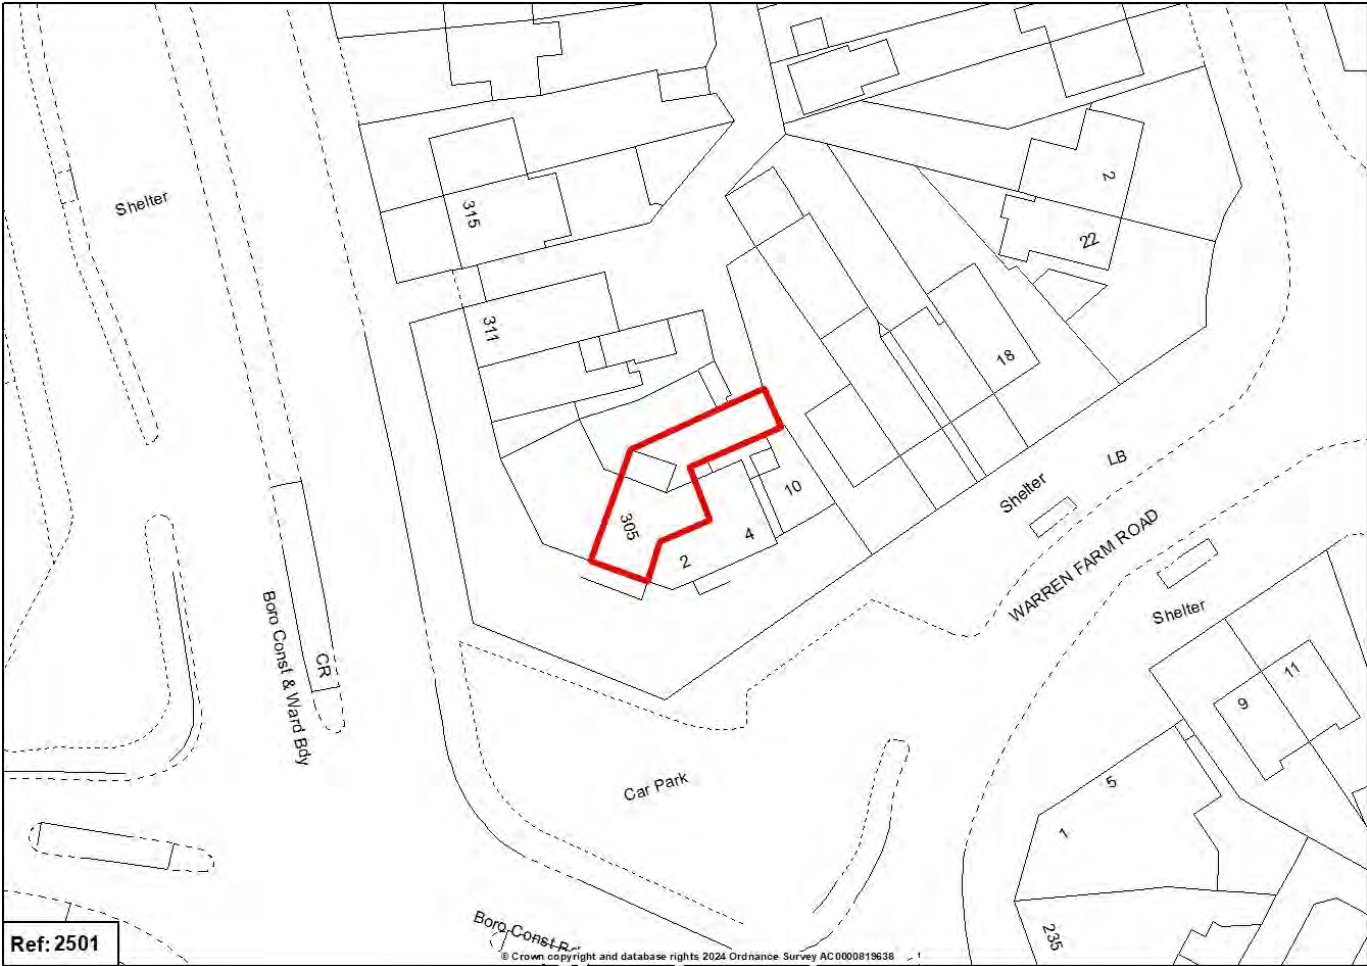 2
Shelter
315
22
311
18
LB
10
Shelter
305
4
2
WARREN FARM ROAD
Shelter
Boro Const & Ward Bdy
CR
11
9
Car Park
5
1
Boro Const
235
Ref: 2501
© Crown copyright and database rights 2024 Ordnance Survey AC0000819638